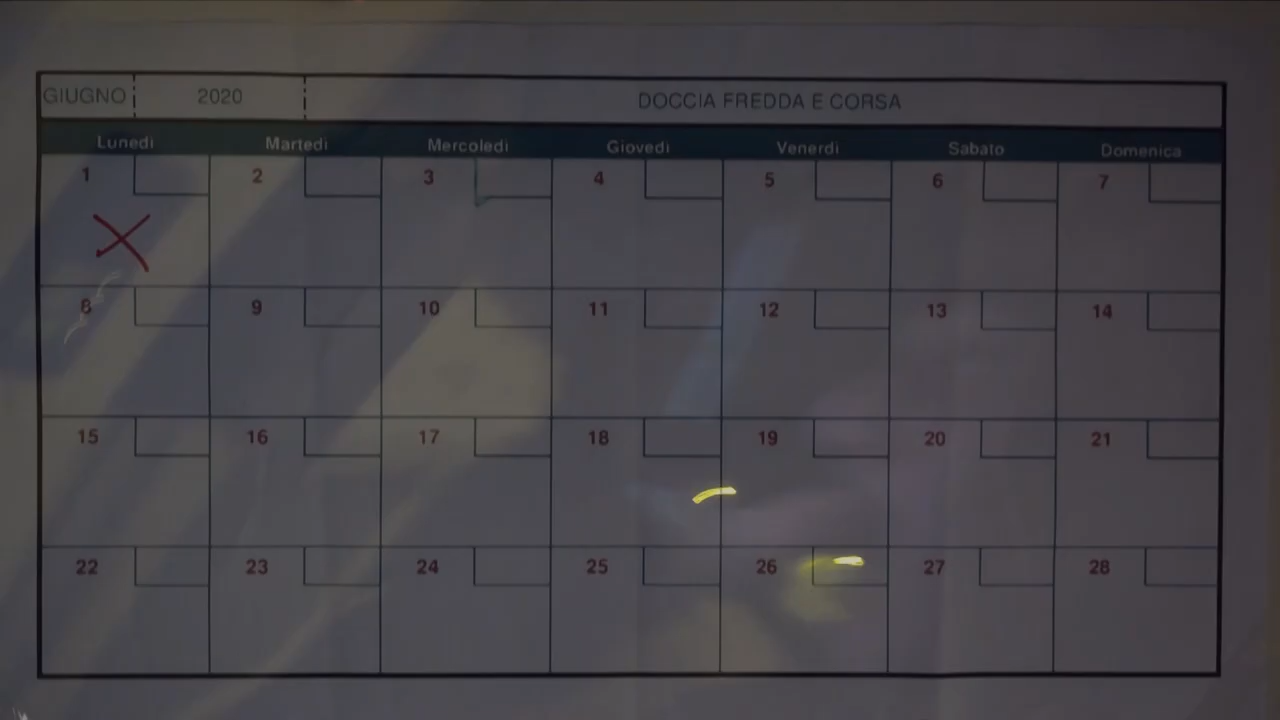 GIUGNO 2020 DOCCIA FREDDA E CORSA
Lunedì Martedì Mercoledì Giovedì Venerdì Sabato Domenica
1 2 3 4 5 6 7
8 9 10 11 12 13 14
15 16 17 18 19 20 21
22 23 24 25 26 27 28